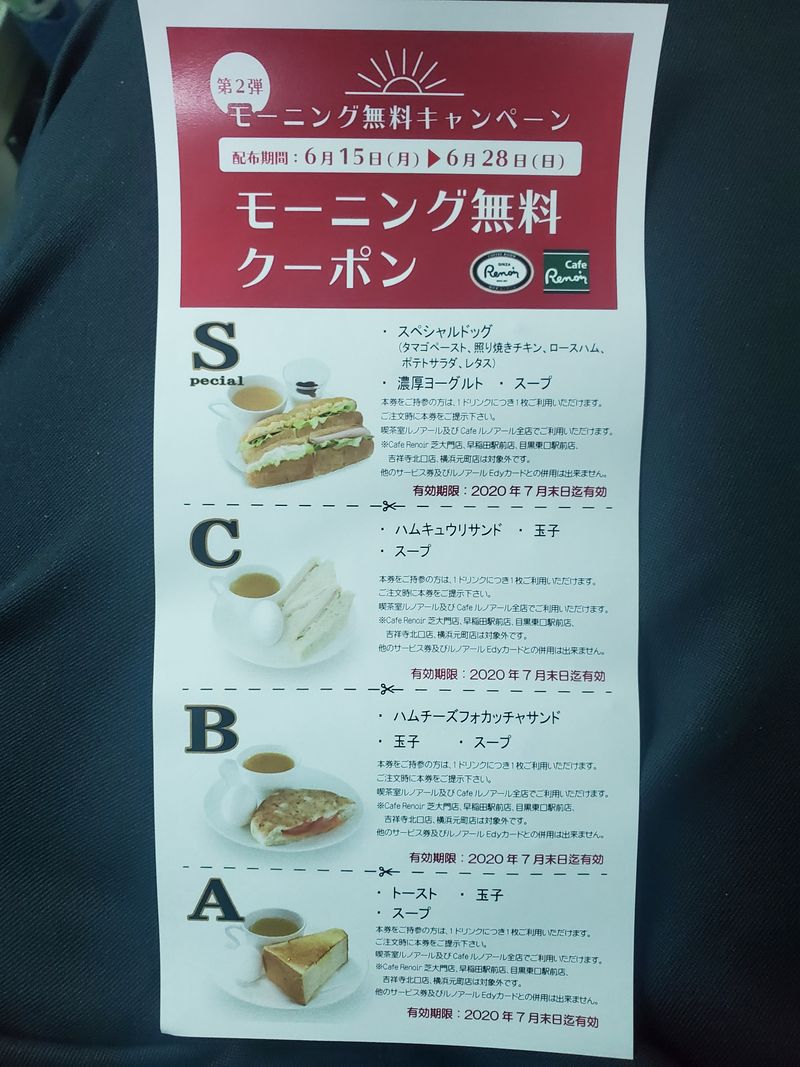 第2弾
モーニング無料キャンペーン
配布期間：6月15日(月)▶6月28日(日)
モーニング無料
クーポン
GINZA
Renoir
Cafe
Renoir
Special
・ スペシャルドッグ
（タマゴペースト、照り焼きチキン、ロースハム、
ポテトサラダ、レタス）
・ 濃厚ヨーグルト ・ スープ
本券をご持参の方は、1ドリンクにつき1枚ご利用いただけます。
ご注文時に本券をご提示下さい。
喫茶室ルノアール及び Cafe ルノアール全店でご利用いただけます。
※Cafe Renoir 芝大門店、早稲田駅前店、目黒東口駅前店、
吉祥寺北口店、横浜元町店は対象外です。
他のサービス券及びルノアール Edyカードとの併用は出来ません。
有効期限：2020年7月末日迄有効
C
・ ハムキュウリサンド ・ 玉子
・ スープ
本券をご持参の方は、1ドリンクにつき1枚ご利用いただけます。
ご注文時に本券をご提示下さい。
喫茶室ルノアール及び Cafe ルノアール全店でご利用いただけます。
※Cafe Renoir 芝大門店、早稲田駅前店、目黒東口駅前店、
吉祥寺北口店、横浜元町店は対象外です。
他のサービス券及びルノアール Edyカードとの併用は出来ません。
有効期限：2020年7月末日迄有効
B
・ ハムチーズフォカッチャサンド
・ 玉子 ・ スープ
本券をご持参の方は、1ドリンクにつき1枚ご利用いただけます。
ご注文時に本券をご提示下さい。
喫茶室ルノアール及び Cafe ルノアール全店でご利用いただけます。
※Cafe Renoir 芝大門店、早稲田駅前店、目黒東口駅前店、
吉祥寺北口店、横浜元町店は対象外です。
他のサービス券及びルノアール Edyカードとの併用は出来ません。
有効期限：2020年7月末日迄有効
A
・ トースト ・ 玉子
・ スープ
本券をご持参の方は、1ドリンクにつき1枚ご利用いただけます。
ご注文時に本券をご提示下さい。
喫茶室ルノアール及び Cafe ルノアール全店でご利用いただけます。
※Cafe Renoir 芝大門店、早稲田駅前店、目黒東口駅前店、
吉祥寺北口店、横浜元町店は対象外です。
他のサービス券及びルノアール Edyカードとの併用は出来ません。
有効期限：2020年7月末日迄有効